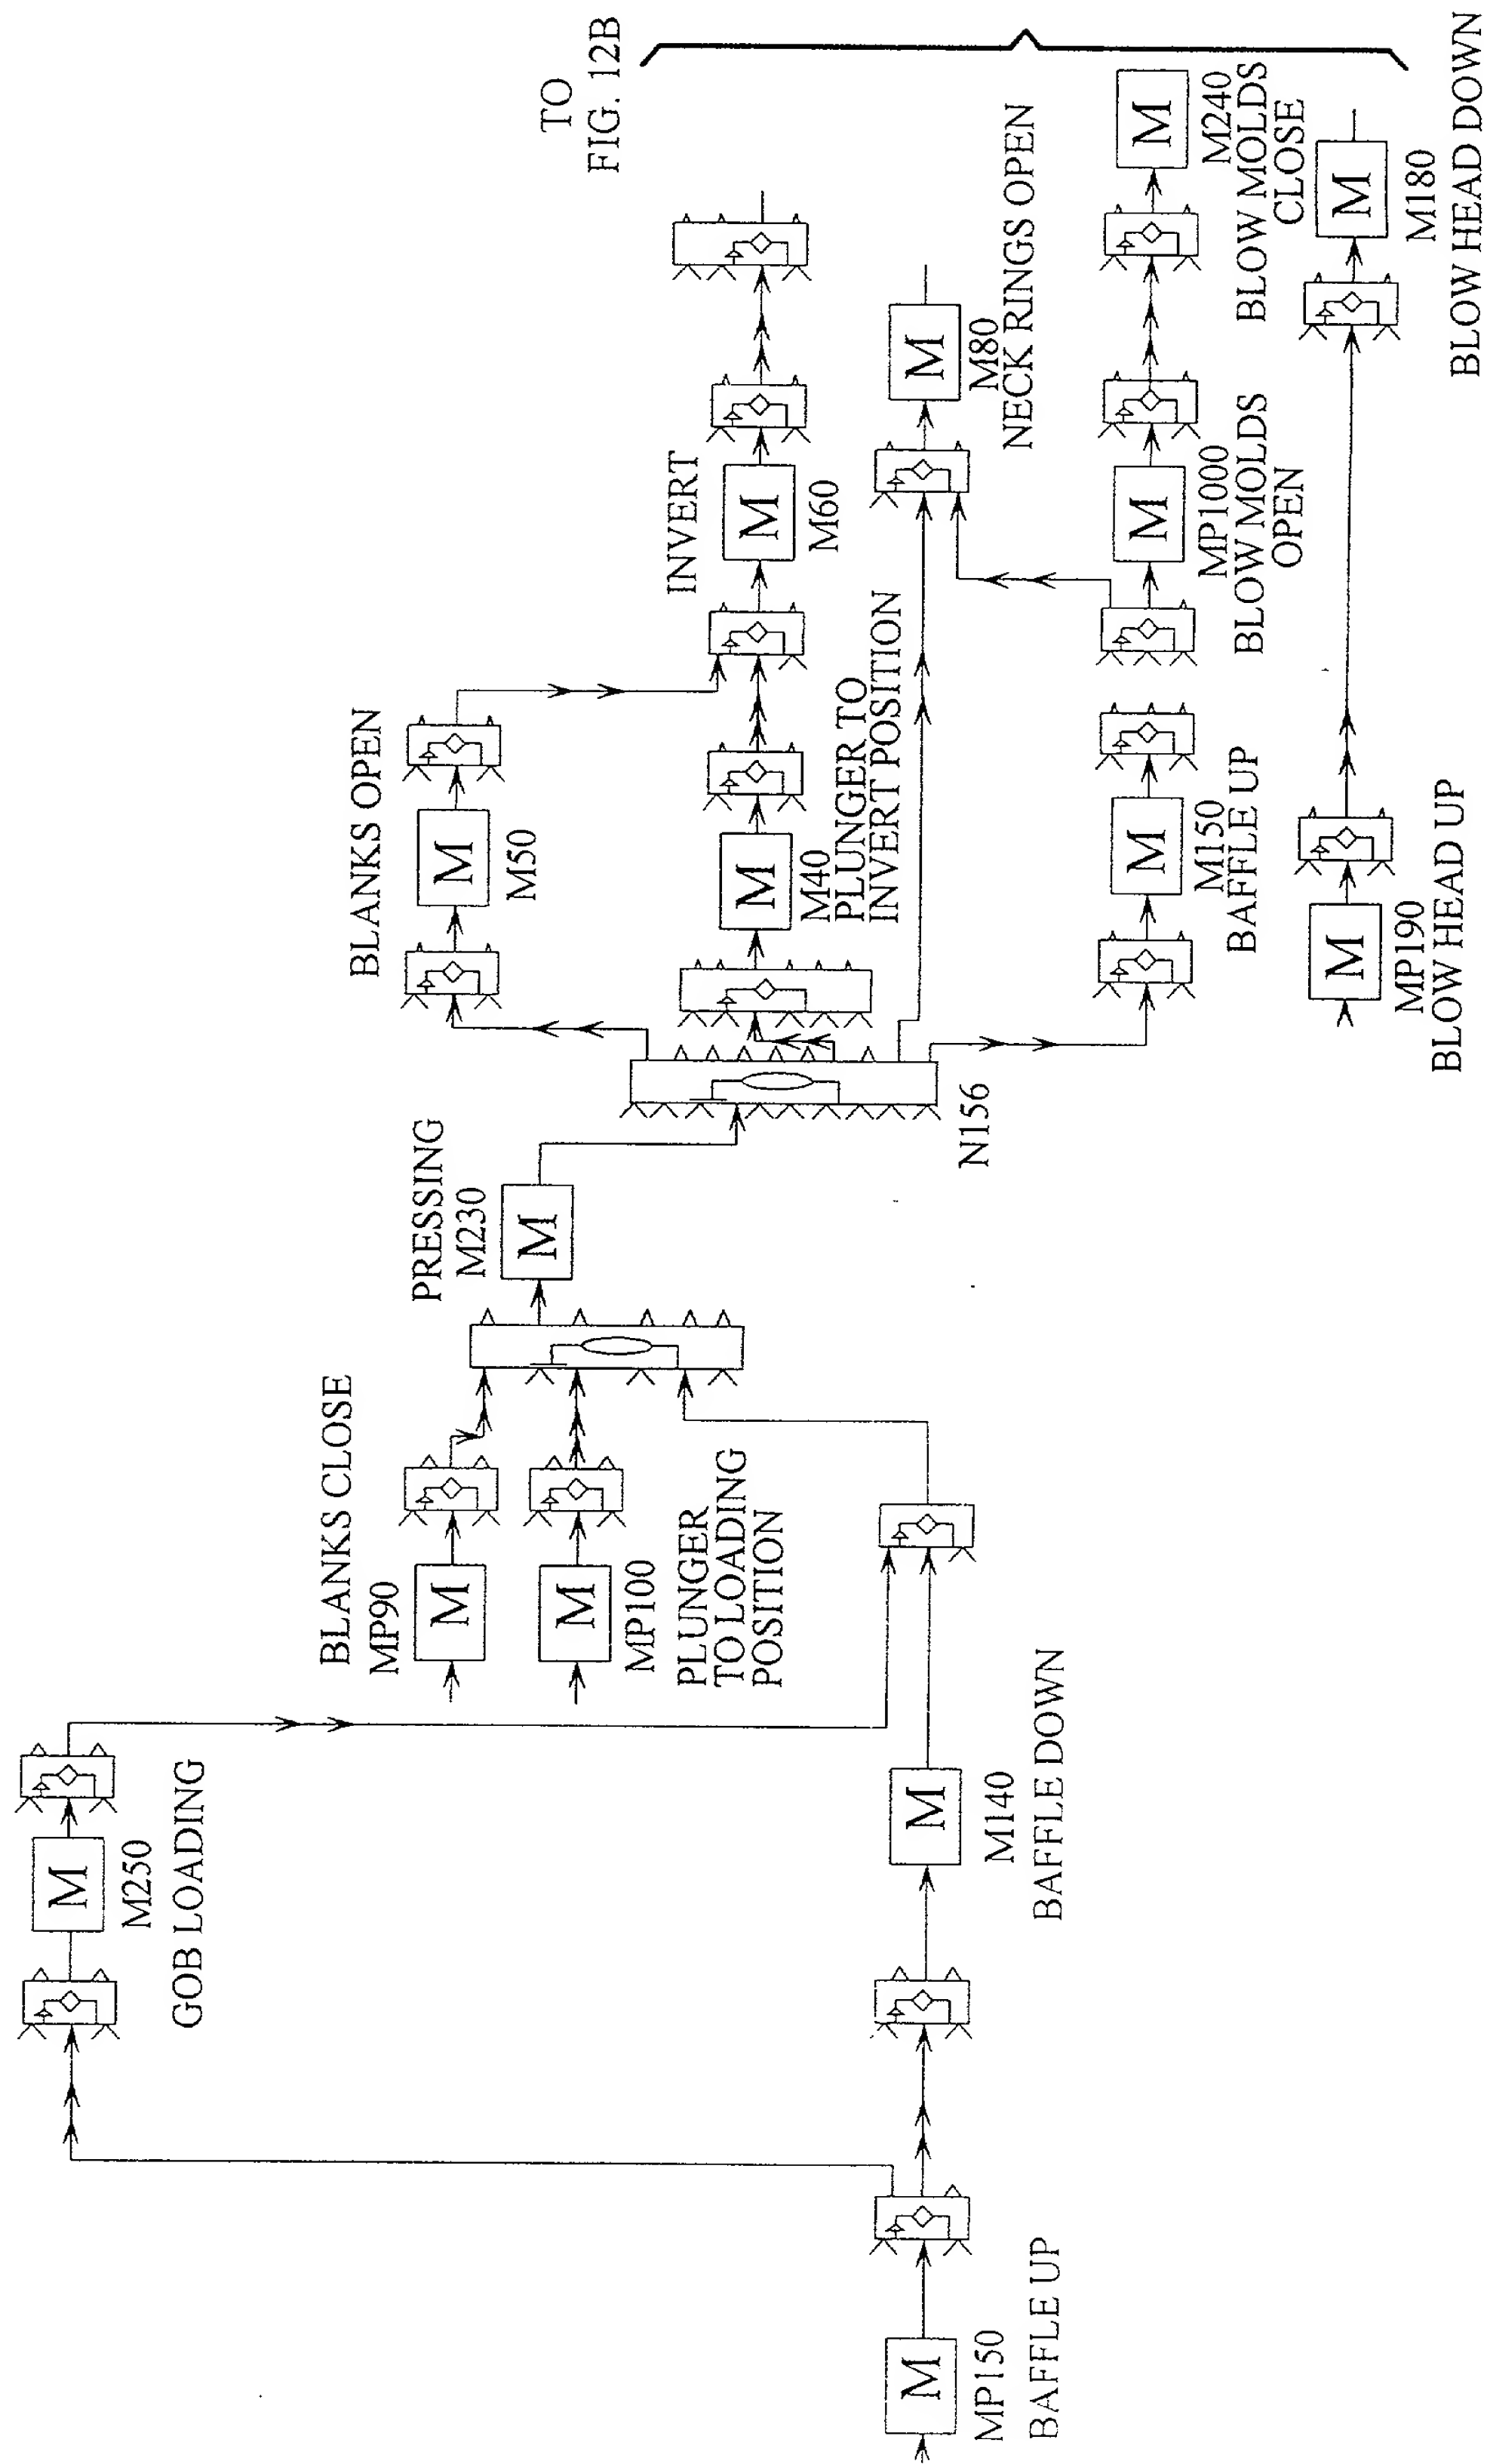 TO
FIG. 12B
M
M250
GOB LOADING
BLANKS CLOSE
MP90
M
M
MP100
PLUNGER
TO LOADING
POSITION
PRESSING
M230
M
BLANKS OPEN
M
M50
INVERT
M
M60
M
M40
PLUNGER TO
INVERT POSITION
N156
M
M80
NECK RINGS OPEN
M
MP150
BAFFLE UP
M
M140
BAFFLE DOWN
M
M150
BAFFLE UP
M
MP1000
BLOW MOLDS
OPEN
M
M240
BLOW MOLDS
CLOSE
M
MP190
BLOW HEAD UP
M
M180
BLOW HEAD DOWN